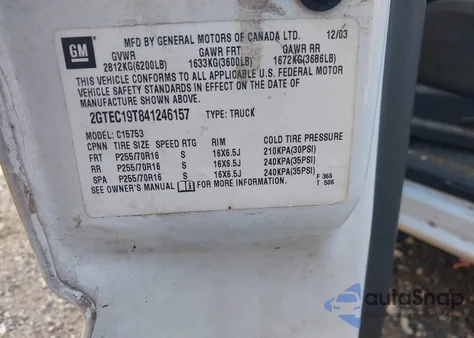 GM
MFD BY GENERAL MOTORS OF CANADA LTD. 12/03
GVWR GAWR FRT GAWR RR
2812KG(6200LB) 1633KG(3600LB) 1672KG(3686LB)
THIS VEHICLE CONFORMS TO ALL APPLICABLE U.S. FEDERAL MOTOR
VEHICLE SAFETY STANDARDS IN EFFECT ON THE DATE OF
MANUFACTURE SHOWN ABOVE.
2GTEC19T841246157 TYPE: TRUCK
MODEL: C15753
CPNN TIRE SIZE SPEED RTG RIM COLD TIRE PRESSURE
FRT P255/70R16 S 16X6.5J 210KPA(30PSI)
RR P255/70R16 S 16X6.5J 240KPA(35PSI)
SPA P255/70R16 S 16X6.5J 240KPA(35PSI)
SEE OWNER'S MANUAL FOR MORE INFORMATION.
F 366
T 506
autoSnap